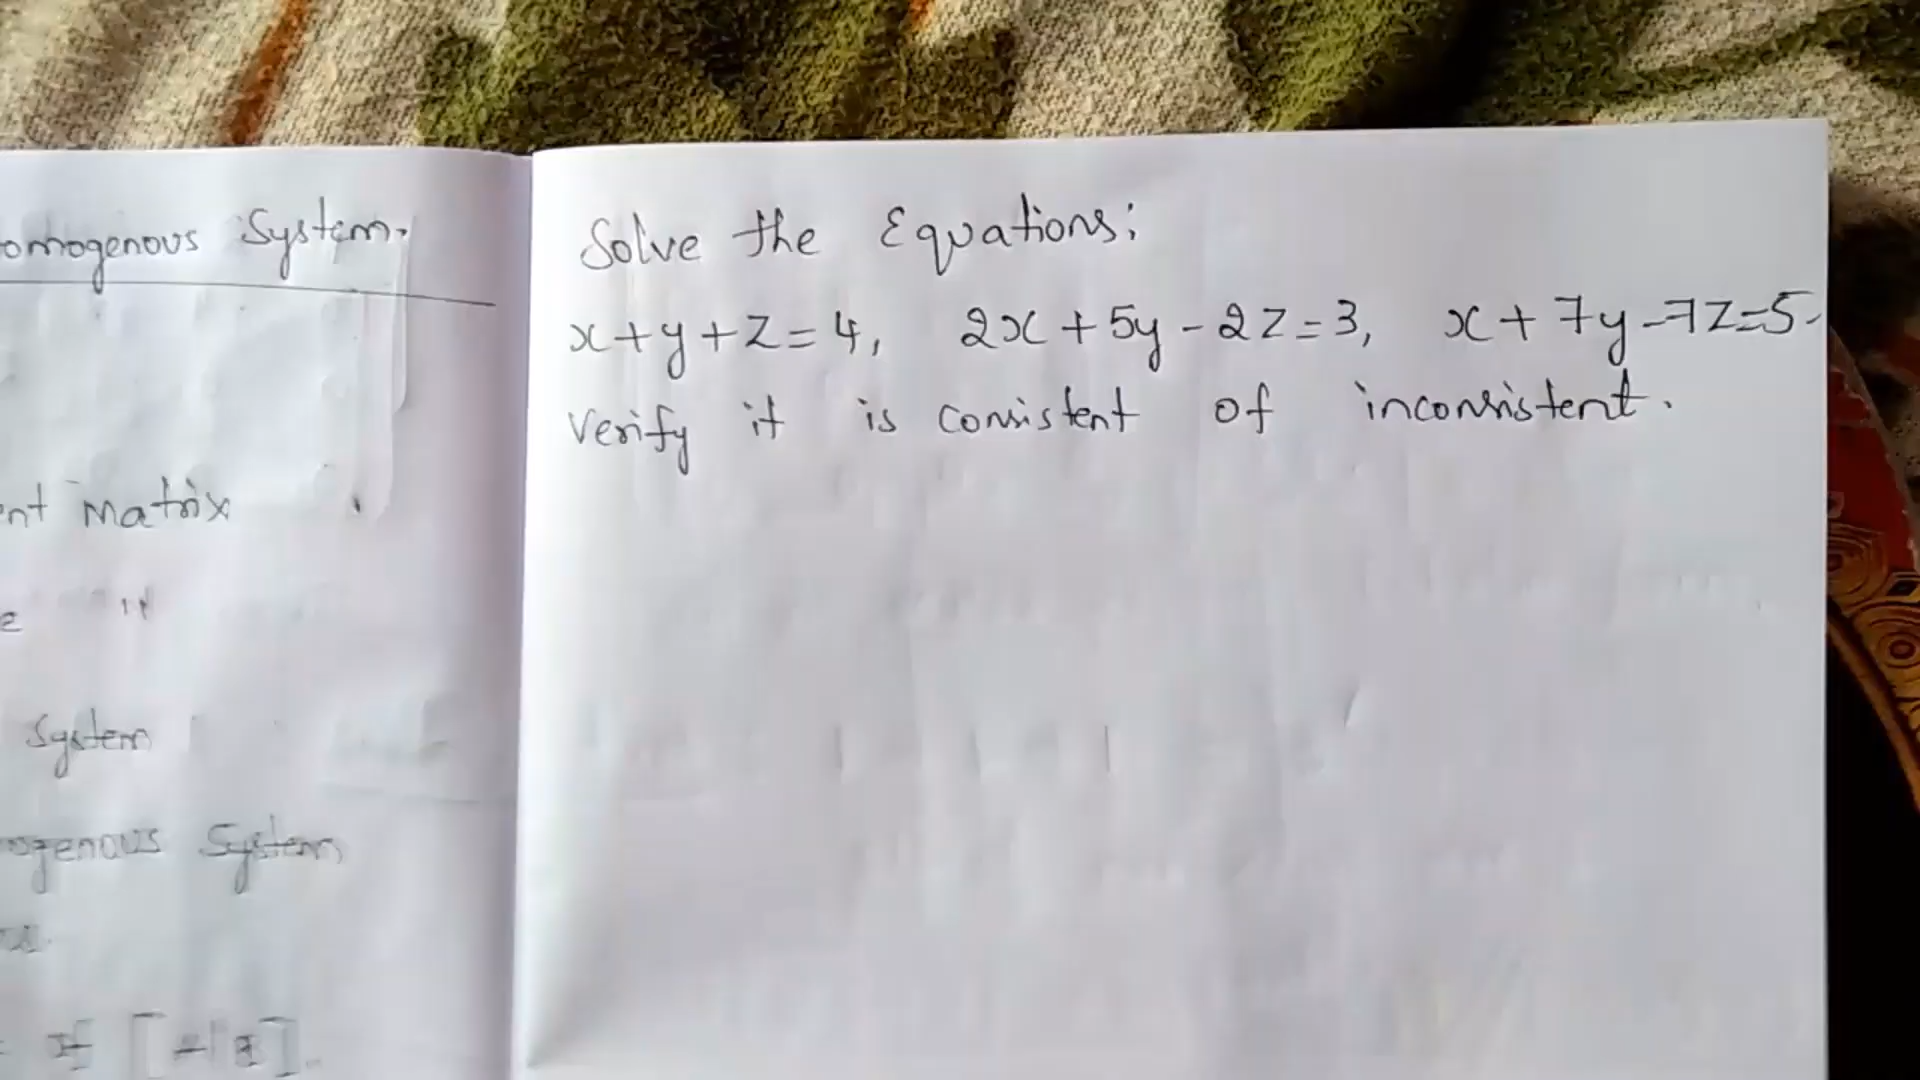 omogenous System.
ent matrix
e "
System
ogenous System
Solve the Equations:
x+y+z=4, 2x+5y-2z=3, x+7y-7z=5.
Verify it is consistent of inconsistent.